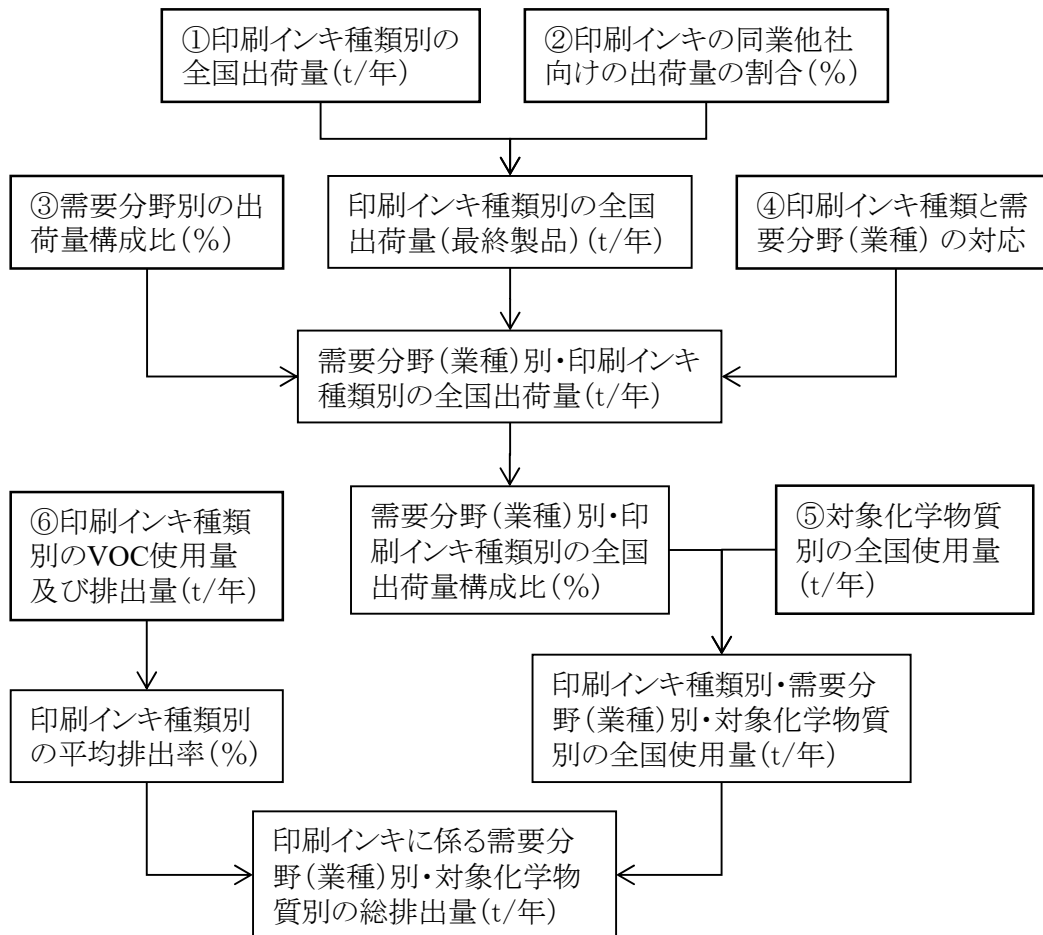 ①印刷インキ種類別の
全国出荷量(t/年)
②印刷インキの同業他社
向けの出荷量の割合(%)
③需要分野別の出
荷量構成比(%)
印刷インキ種類別の全国
出荷量(最終製品)(t/年)
④印刷インキ種類と需
要分野(業種) の対応
需要分野(業種)別・印刷インキ
種類別の全国出荷量(t/年)
⑥印刷インキ種類
別のVOC使用量
及び排出量(t/年)
需要分野(業種)別・印
刷インキ種類別の全国
出荷量構成比(%)
⑤対象化学物質
別の全国使用量
(t/年)
印刷インキ種類別
の平均排出率(%)
印刷インキ種類別・需要分
野(業種)別・対象化学物質
別の全国使用量(t/年)
印刷インキに係る需要分
野(業種)別・対象化学物
質別の総排出量(t/年)